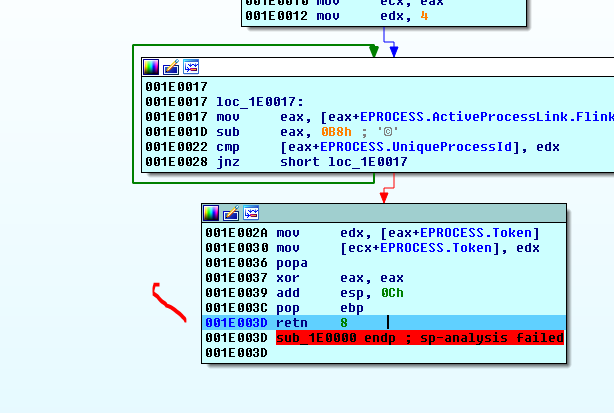 001E0010 mov     ecx, eax
001E0012 mov     edx, 4
001E0017
001E0017 loc_1E0017:
001E0017 mov     eax, [eax+EPROCESS.ActiveProcessLink.Flink
001E001D sub     eax, 0B8h ; '©'
001E0022 cmp     [eax+EPROCESS.UniqueProcessId], edx
001E0028 jnz     short loc_1E0017
001E002A mov     edx, [eax+EPROCESS.Token]
001E0030 mov     [ecx+EPROCESS.Token], edx
001E0036 popa
001E0037 xor     eax, eax
001E0039 add     esp, 0Ch
001E003C pop     ebp
001E003D retn    8
001E003D sub_1E0000 endp ; sp-analysis failed
001E003D